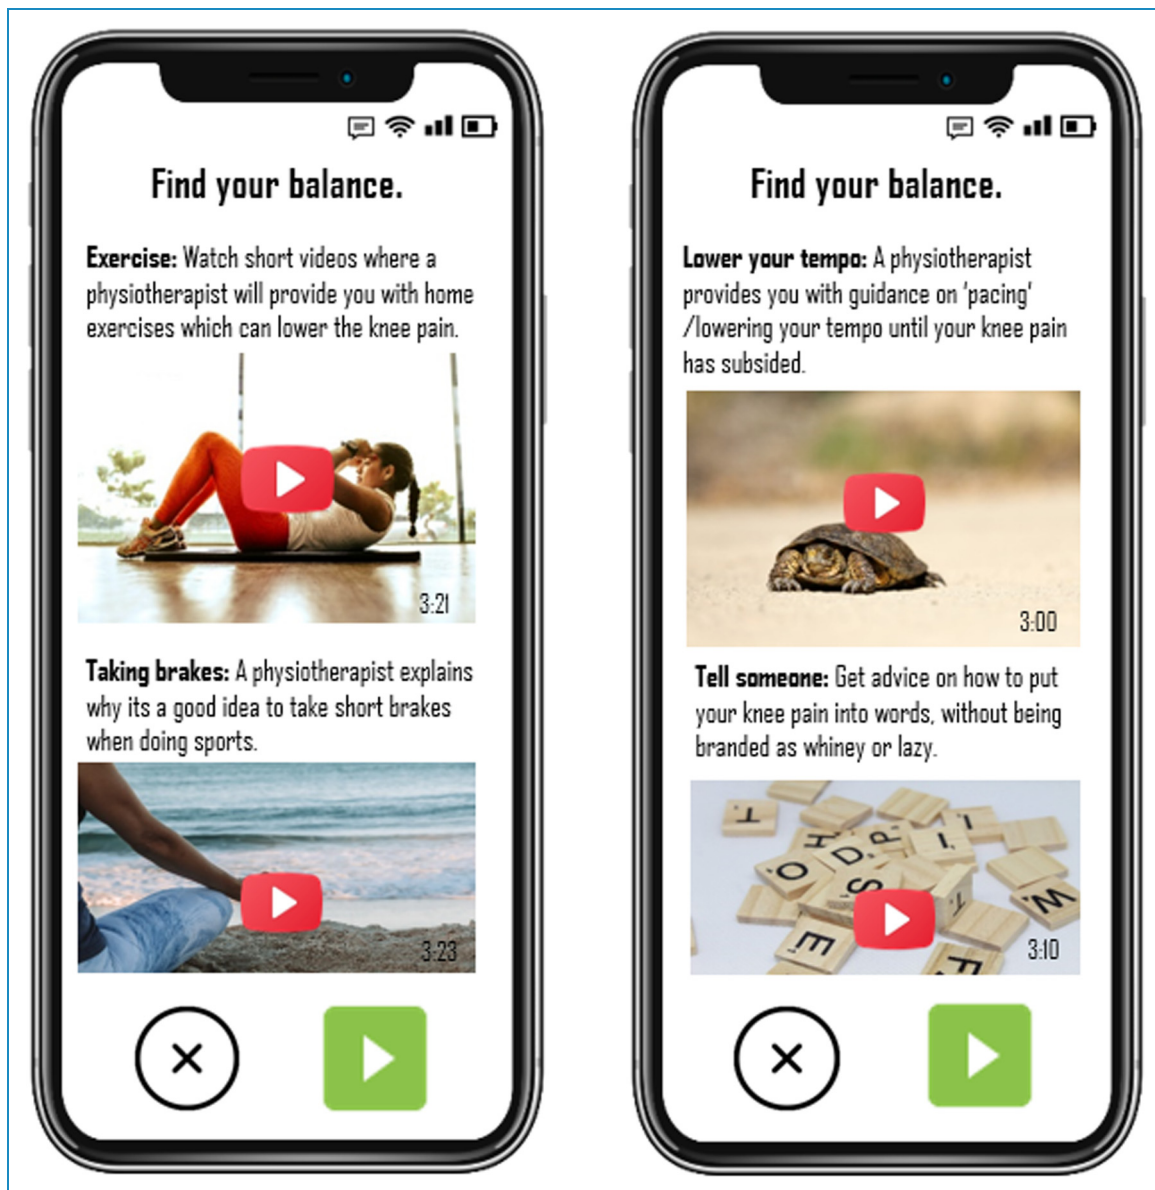 Find your balance.
Exercise: Watch short videos where a
physiotherapist will provide you with home
exercises which can lower the knee pain.
3:21
Taking brakes: A physiotherapist explains
why its a good idea to take short brakes
when doing sports.
3:23
Find your balance.
Lower your tempo: A physiotherapist
provides you with guidance on 'pacing'
/lowering your tempo until your knee pain
has subsided.
3:00
Tell someone: Get advice on how to put
your knee pain into words, without being
branded as whiney or lazy.
T
I
H
P
I
O
D
S
T
W
E
F
3:10